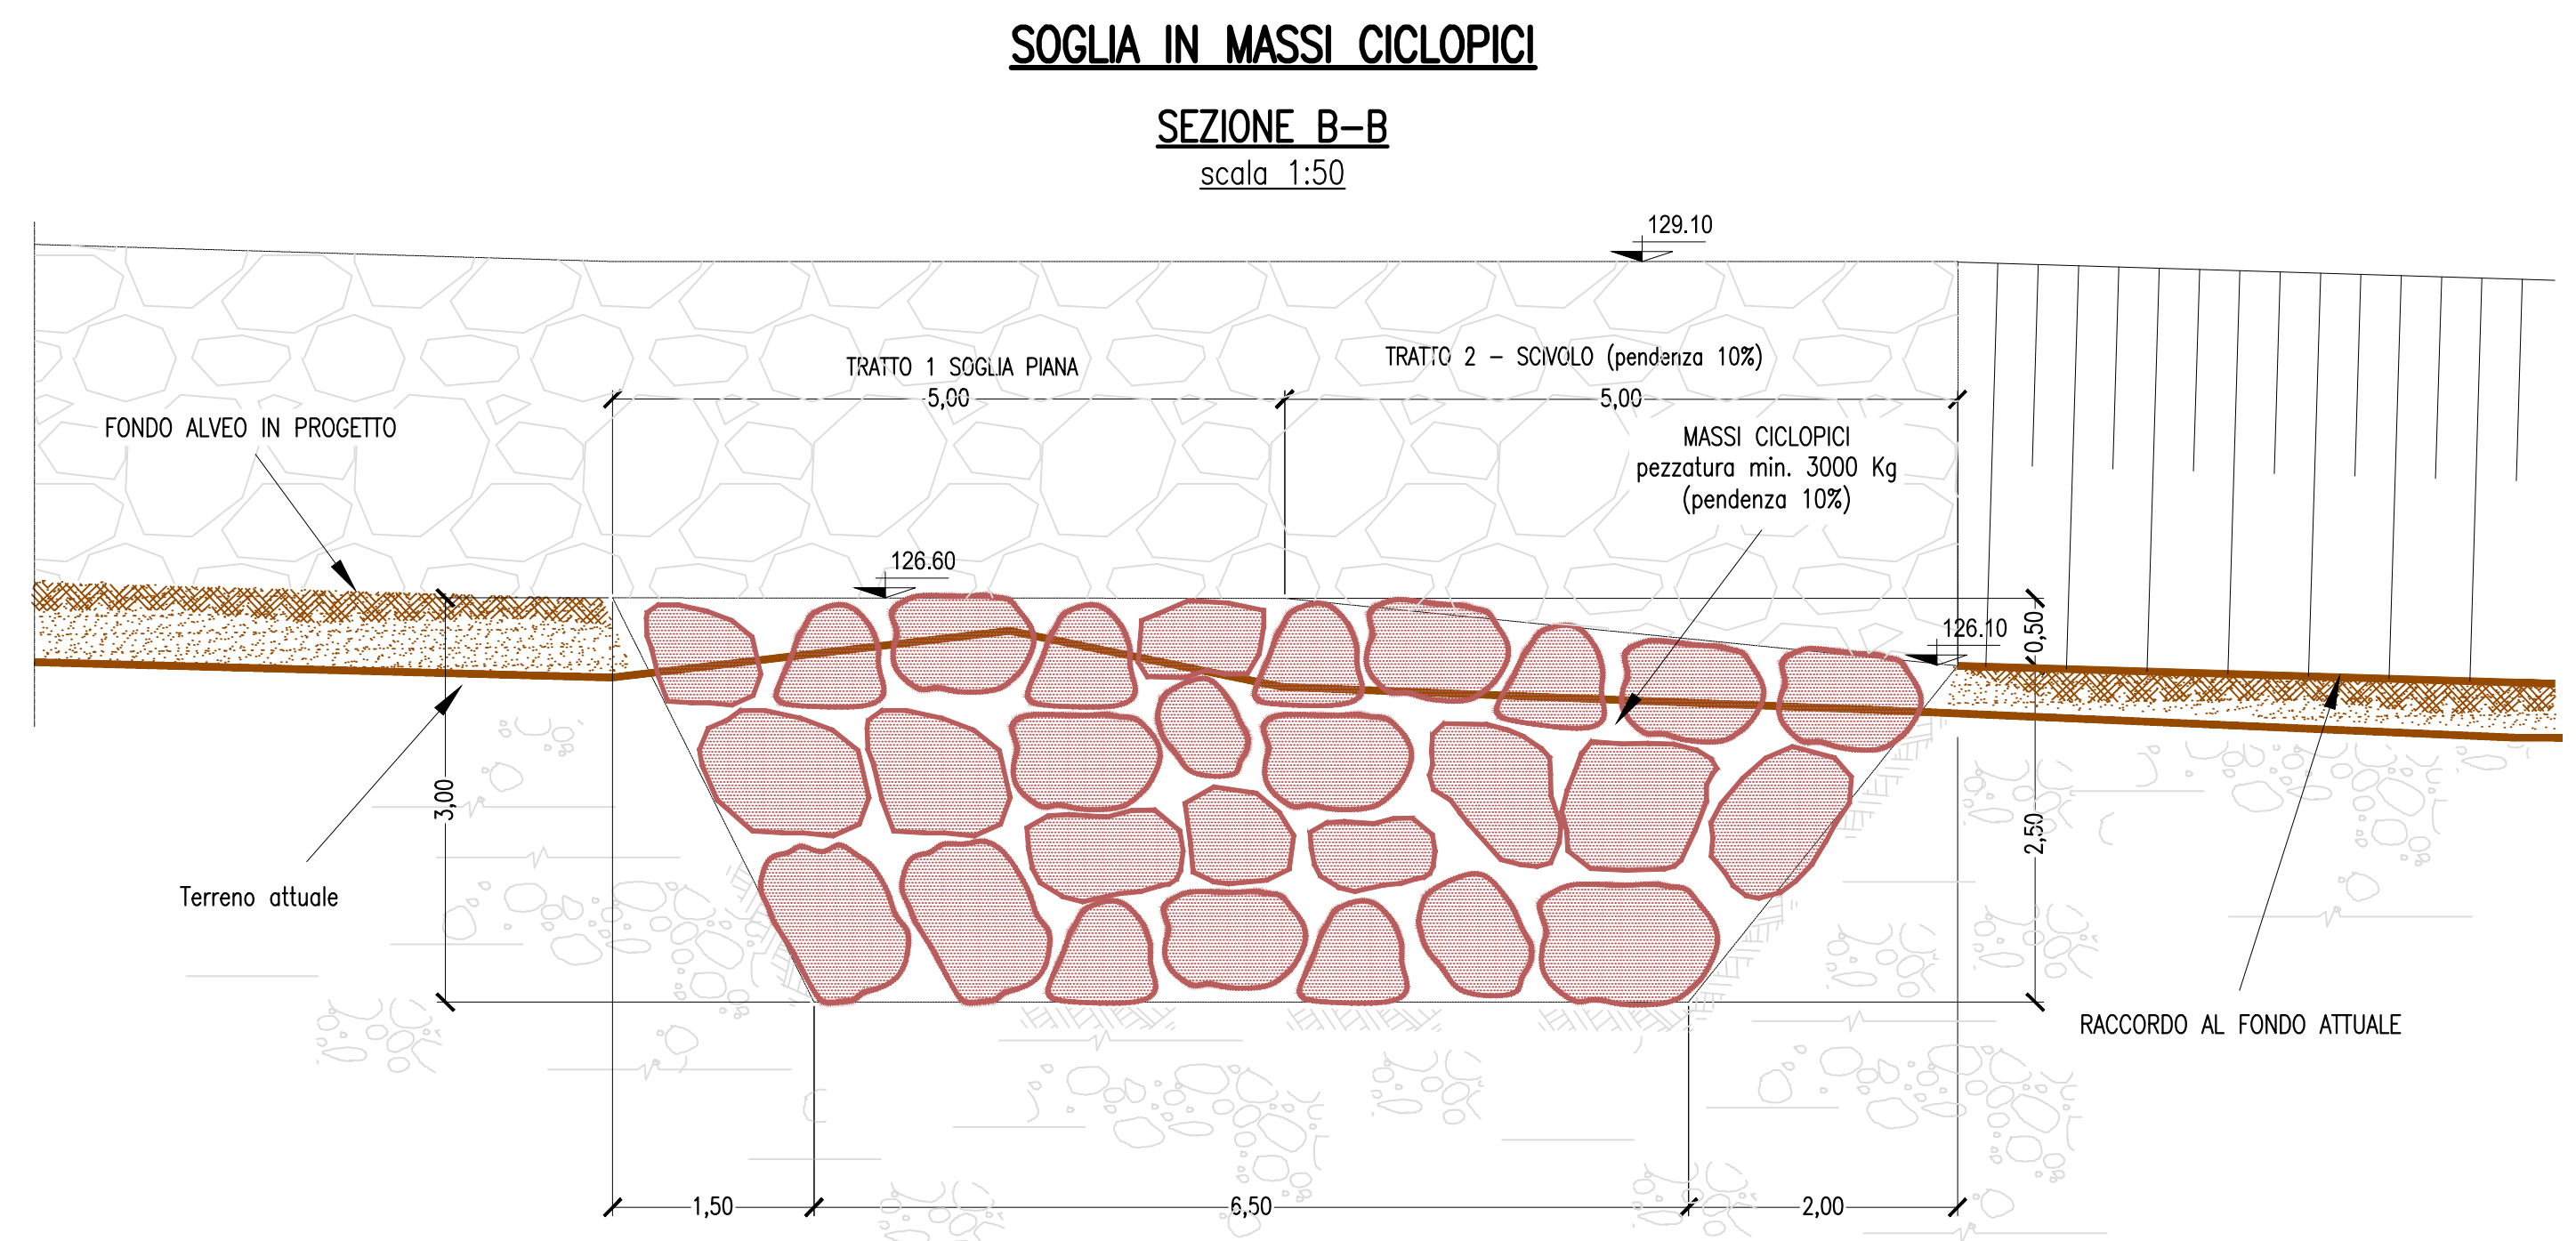 SOGLIA IN MASSI CICLOPICI
SEZIONE B-B
scala 1:50
129.10
TRATTO 1 SOGLIA PIANA
5,00
TRATTO 2 - SCIVOLO (pendenza 10%)
5,00
FONDO ALVEO IN PROGETTO
MASSI CICLOPICI
pezzatura min. 3000 Kg
(pendenza 10%)
126.60
126.10
0,50
3,00
2,50
Terreno attuale
RACCORDO AL FONDO ATTUALE
1,50
6,50
2,00